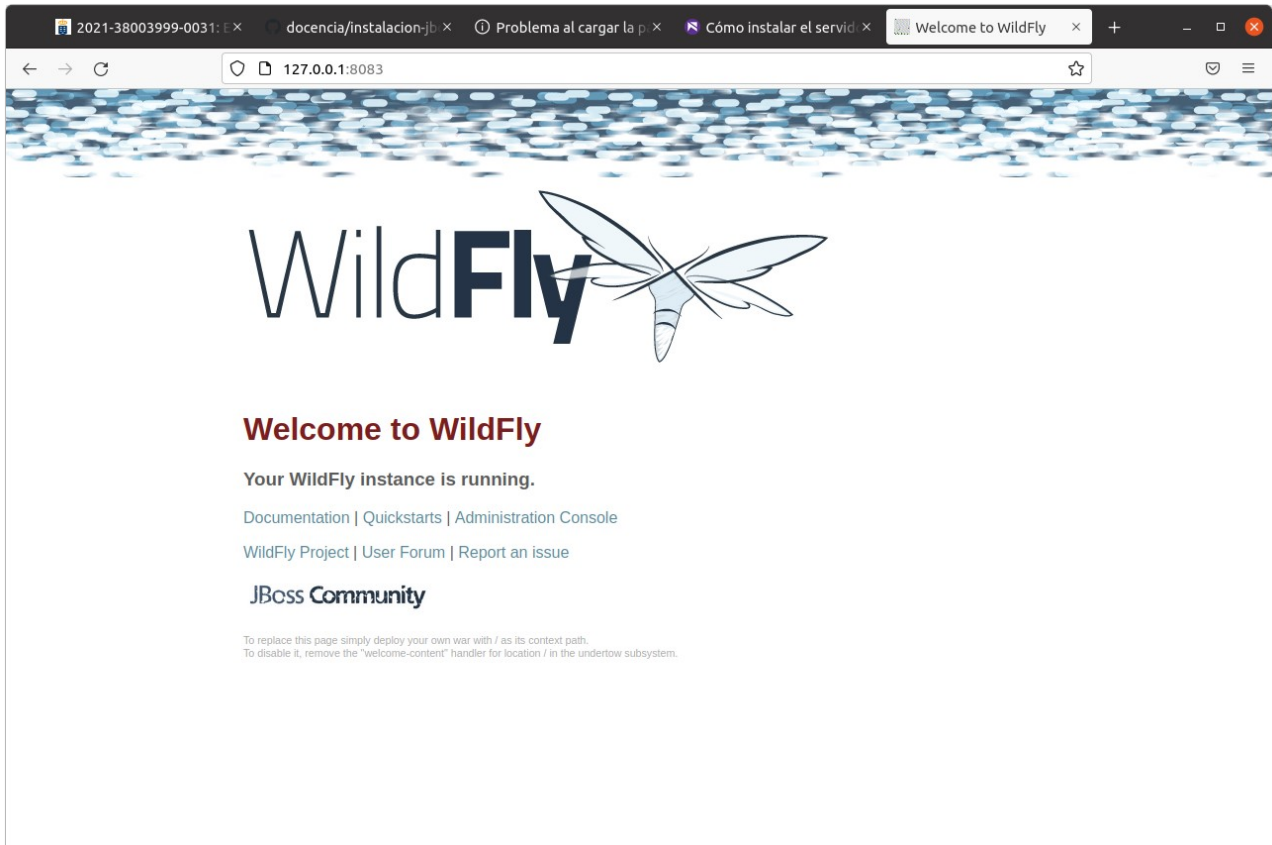 2021-38003999-0031: E
docencia/instalacion-jb
Problema al cargar la p
Cómo instalar el servid
Welcome to WildFly
127.0.0.1:8083
WildFly
Welcome to WildFly
Your WildFly instance is running.
Documentation | Quickstarts | Administration Console
WildFly Project | User Forum | Report an issue
JBoss Community
To replace this page simply deploy your own war with / as its context path.
To disable it, remove the "welcome-content" handler for location / in the undertow subsystem.